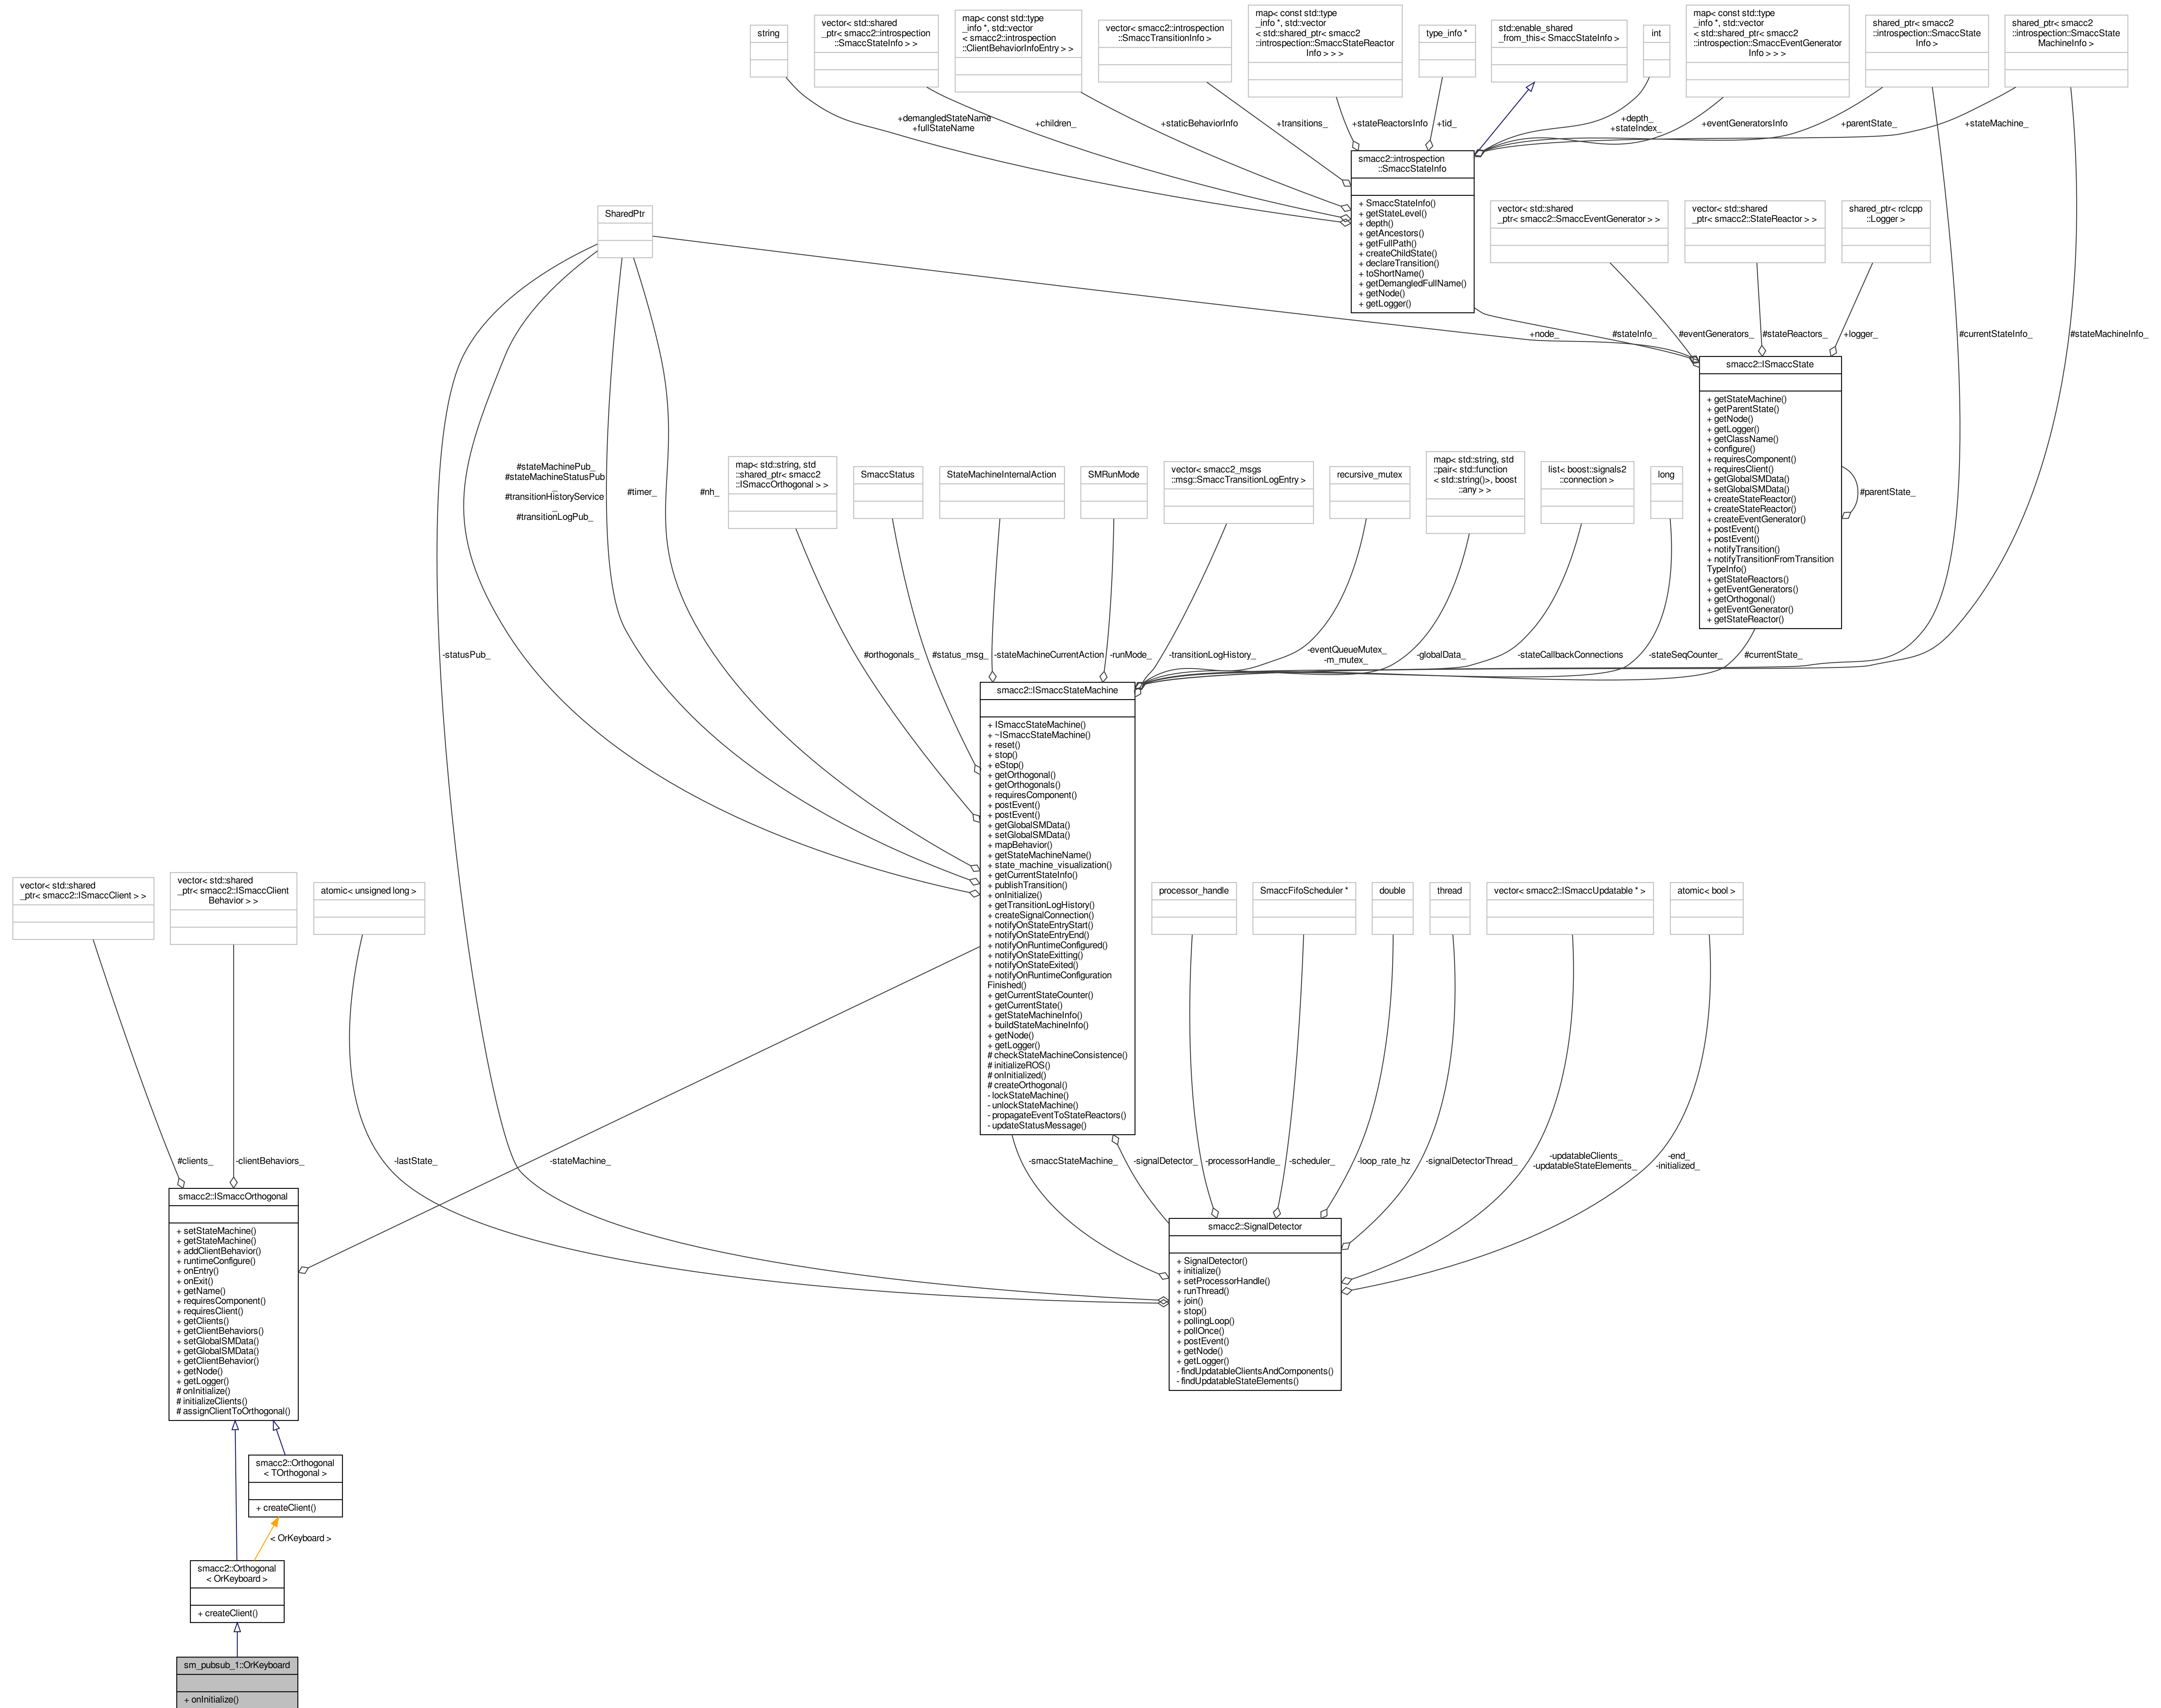 string
vector< std::shared
_ptr< smacc2::introspection
::SmaccStateInfo > >
map< const std::type
_info *, std::vector
< smacc2::introspection
::ClientBehaviorInfoEntry > >
vector< smacc2::introspection
::SmaccTransitionInfo >
map< const std::type
_info *, std::vector
< std::shared_ptr< smacc2
::introspection::SmaccStateReactor
Info > > >
type_info *
std::enable_shared
_from_this< SmaccStateInfo >
int
map< const std::type
_info *, std::vector
< std::shared_ptr< smacc2
::introspection::SmaccEventGenerator
Info > > >
shared_ptr< smacc2
::introspection::SmaccState
Info >
shared_ptr< smacc2
::introspection::SmaccState
MachineInfo >
+demangledStateName
+fullStateName
+children_
+staticBehaviorInfo
+transitions_
+stateReactorsInfo
+tid_
+depth_
+stateIndex_
+eventGeneratorsInfo
+parentState_
+stateMachine_
smacc2::introspection
::SmaccStateInfo
+ SmaccStateInfo()
+ getStateLevel()
+ depth()
+ getAncestors()
+ getFullPath()
+ createChildState()
+ declareTransition()
+ toShortName()
+ getDemangledFullName()
+ getNode()
+ getLogger()
SharedPtr
vector< std::shared
_ptr< smacc2::SmaccEventGenerator > >
vector< std::shared
_ptr< smacc2::StateReactor > >
shared_ptr< rclcpp
::Logger >
+node_
#stateInfo_
#eventGenerators_
#stateReactors_
+logger_
#currentStateInfo_
#stateMachineInfo_
smacc2::ISmaccState
+ getStateMachine()
+ getParentState()
+ getNode()
+ getLogger()
+ getClassName()
+ configure()
+ requiresComponent()
+ requiresClient()
+ getGlobalSMData()
+ setGlobalSMData()
+ createStateReactor()
+ createStateReactor()
+ createEventGenerator()
+ postEvent()
+ postEvent()
+ notifyTransition()
+ notifyTransitionFromTransition
TypeInfo()
+ getStateReactors()
+ getEventGenerators()
+ getOrthogonal()
+ getEventGenerator()
+ getStateReactor()
#parentState_
#stateMachinePub_
#stateMachineStatusPub
_
#transitionHistoryService
_
#transitionLogPub_
#timer_
#nh_
map< std::string, std
::shared_ptr< smacc2
::ISmaccOrthogonal > >
SmaccStatus
StateMachineInternalAction
SMRunMode
vector< smacc2_msgs
::msg::SmaccTransitionLogEntry >
recursive_mutex
map< std::string, std
::pair< std::function
< std::string()>, boost
::any > >
list< boost::signals2
::connection >
long
-statusPub_
#orthogonals_
#status_msg_
-stateMachineCurrentAction
-runMode_
-transitionLogHistory_
-eventQueueMutex_
-m_mutex_
-globalData_
-stateCallbackConnections
-stateSeqCounter_
#currentState_
smacc2::ISmaccStateMachine
+ ISmaccStateMachine()
+ ~ISmaccStateMachine()
+ reset()
+ stop()
+ eStop()
+ getOrthogonal()
+ getOrthogonals()
+ requiresComponent()
+ postEvent()
+ postEvent()
+ getGlobalSMData()
+ setGlobalSMData()
+ mapBehavior()
+ getStateMachineName()
+ state_machine_visualization()
+ getCurrentStateInfo()
+ publishTransition()
+ onInitialize()
+ getTransitionLogHistory()
+ createSignalConnection()
+ notifyOnStateEntryStart()
+ notifyOnStateEntryEnd()
+ notifyOnRuntimeConfigured()
+ notifyOnStateExitting()
+ notifyOnStateExited()
+ notifyOnRuntimeConfiguration
Finished()
+ getCurrentStateCounter()
+ getCurrentState()
+ getStateMachineInfo()
+ buildStateMachineInfo()
+ getNode()
+ getLogger()
# checkStateMachineConsistence()
# initializeROS()
# onInitialized()
# createOrthogonal()
- lockStateMachine()
- unlockStateMachine()
- propagateEventToStateReactors()
- updateStatusMessage()
vector< std::shared
_ptr< smacc2::ISmaccClient > >
vector< std::shared
_ptr< smacc2::ISmaccClient
Behavior > >
atomic< unsigned long >
processor_handle
SmaccFifoScheduler *
double
thread
vector< smacc2::ISmaccUpdatable * >
atomic< bool >
#clients_
-clientBehaviors_
-lastState_
-stateMachine_
-smaccStateMachine_
-signalDetector_
-processorHandle_
-scheduler_
-loop_rate_hz
-signalDetectorThread_
-updatableClients_
-updatableStateElements_
-end_
-initialized_
smacc2::ISmaccOrthogonal
+ setStateMachine()
+ getStateMachine()
+ addClientBehavior()
+ runtimeConfigure()
+ onEntry()
+ onExit()
+ getName()
+ requiresComponent()
+ requiresClient()
+ getClients()
+ getClientBehaviors()
+ setGlobalSMData()
+ getGlobalSMData()
+ getClientBehavior()
+ getNode()
+ getLogger()
# onInitialize()
# initializeClients()
# assignClientToOrthogonal()
smacc2::SignalDetector
+ SignalDetector()
+ initialize()
+ setProcessorHandle()
+ runThread()
+ join()
+ stop()
+ pollingLoop()
+ pollOnce()
+ postEvent()
+ getNode()
+ getLogger()
- findUpdatableClientsAndComponents()
- findUpdatableStateElements()
smacc2::Orthogonal
< TOrthogonal >
+ createClient()
< OrKeyboard >
smacc2::Orthogonal
< OrKeyboard >
+ createClient()
sm_pubsub_1::OrKeyboard
+ onInitialize()